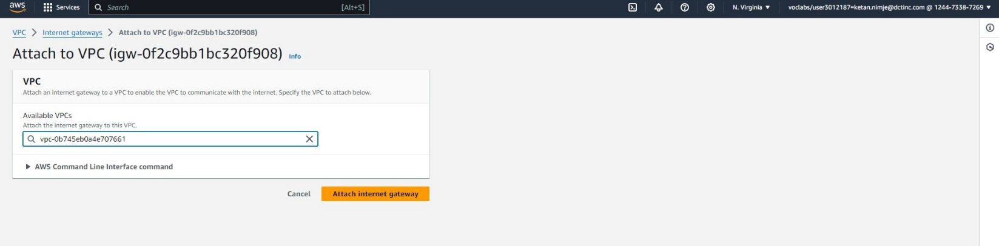 aws Services Search [Alt+S] N. Virginia voclabs/user3012187=ketan.nimje@dctinc.com @ 1244-7338-7269
VPC Internet gateways Attach to VPC (igw-0f2c9bb1bc320f908)
Attach to VPC (igw-0f2c9bb1bc320f908) Info
VPC
Attach an internet gateway to a VPC to enable the VPC to communicate with the internet. Specify the VPC to attach below.
Available VPCs
Attach the internet gateway to this VPC.
vpc-0b745eb0a4e707661
AWS Command Line Interface command
Cancel Attach internet gateway